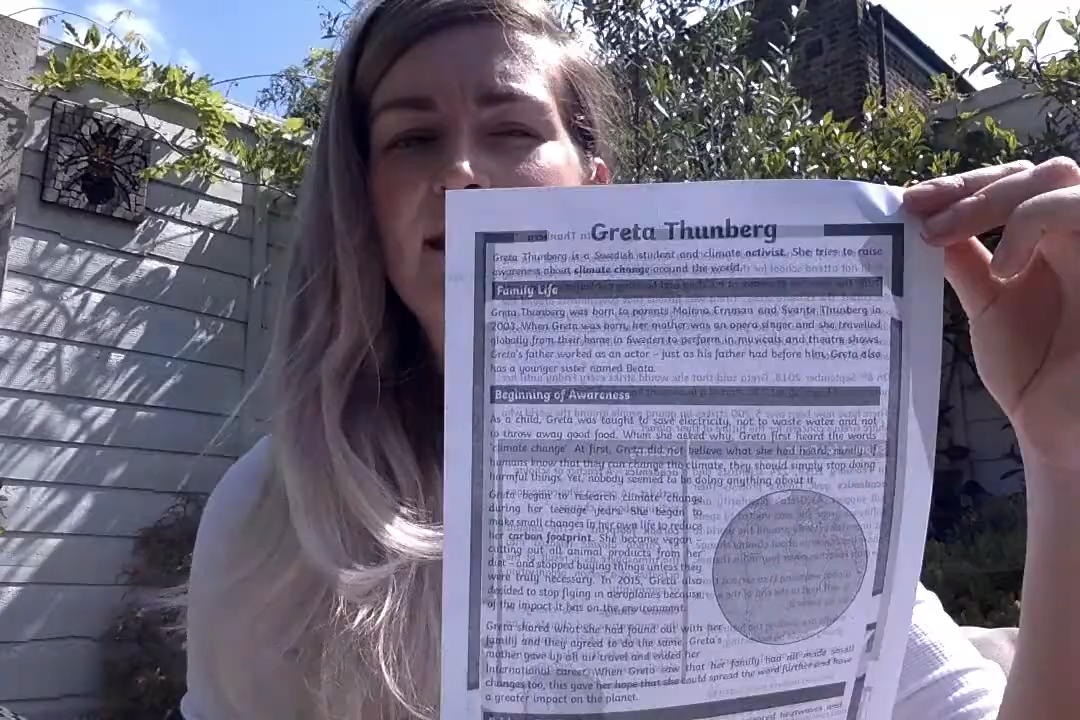 Greta Thunberg
Greta Thunberg is a Swedish student and climate activist. She tries to raise
awareness about climate change around the world.
Family Life
Greta Thunberg was born to parents Malena Ernman and Svante Thunberg in
2003. When Greta was born, her mother was an opera singer and she travelled
globally from their home in Sweden to perform in musicals and theatre shows.
Greta's father worked as an actor – just as his father had before him. Greta also
has a younger sister named Beata.
Beginning of Awareness
As a child, Greta was taught to save electricity, not to waste water and not
to throw away good food. When she asked why, Greta first heard the words
'climate change'. At first, Greta did not believe what she had heard; surely, if
humans know that they can change the climate, they should simply stop doing
harmful things. Yet, nobody seemed to be doing anything about it.
Greta began to research climate change
during her teenage years. She began to
make small changes in her own life to reduce
her carbon footprint. She became vegan –
cutting out all animal products from her
diet – and stopped buying things unless they
were truly necessary. In 2015, Greta also
decided to stop flying in aeroplanes because
of the impact it has on the environment.
Greta shared what she had found out with her
family and they agreed to do the same. Greta's
mother gave up all air travel and ended her
international career. When Greta saw that her family had all made small
changes too, this gave her hope that she could spread the word further and have
a greater impact on the planet.
heatwaves and